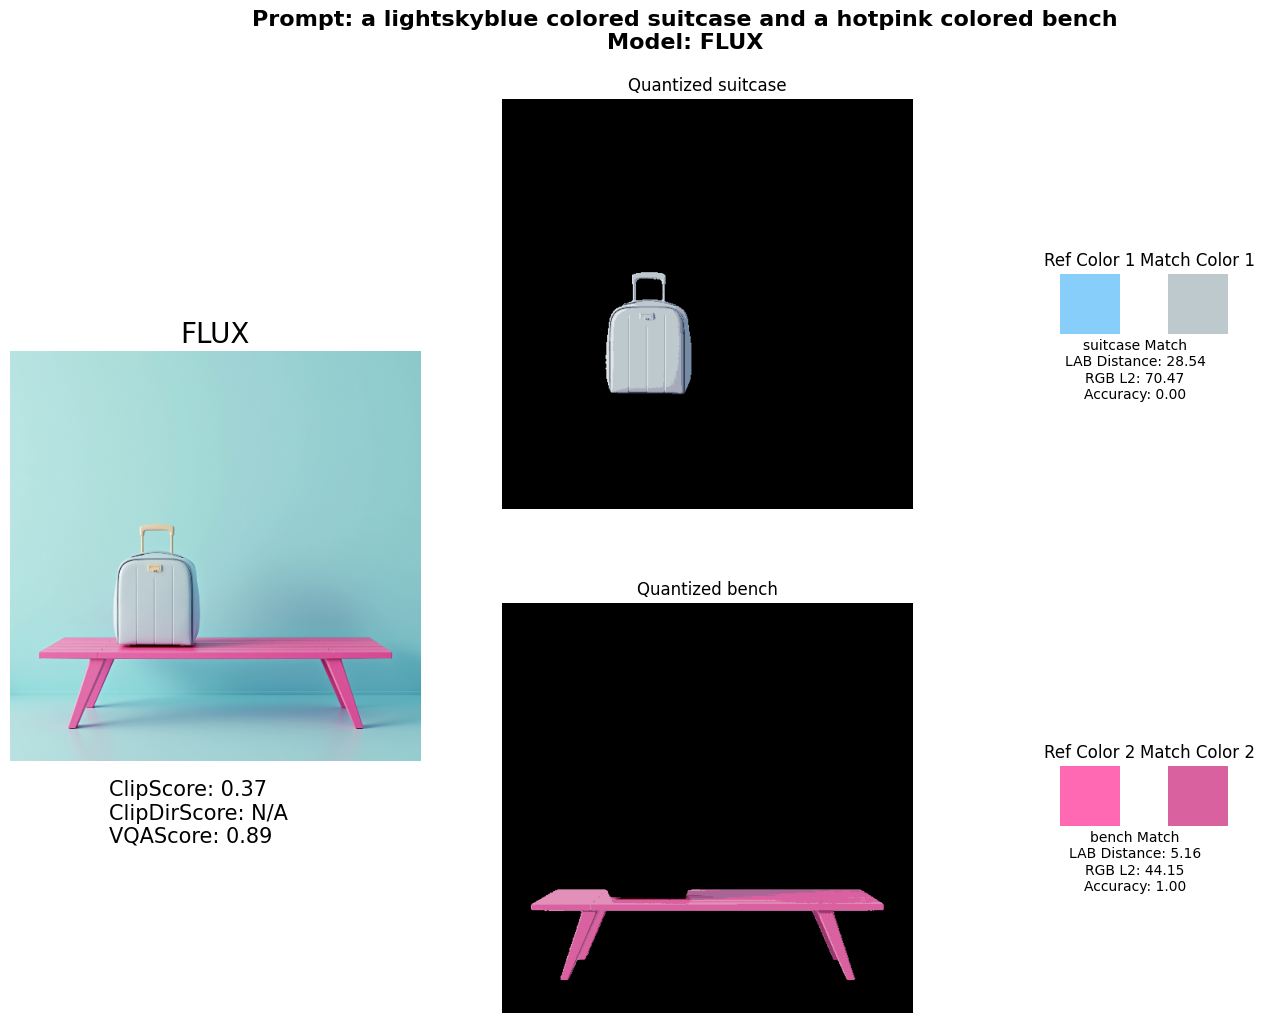 Prompt: a lightskyblue colored suitcase and a hotpink colored bench
Model: FLUX
Quantized suitcase
FLUX
ClipScore: 0.37
ClipDirScore: N/A
VQAScore: 0.89
Ref Color 1 Match Color 1
suitcase Match
LAB Distance: 28.54
RGB L2: 70.47
Accuracy: 0.00
Quantized bench
Ref Color 2 Match Color 2
bench Match
LAB Distance: 5.16
RGB L2: 44.15
Accuracy: 1.00